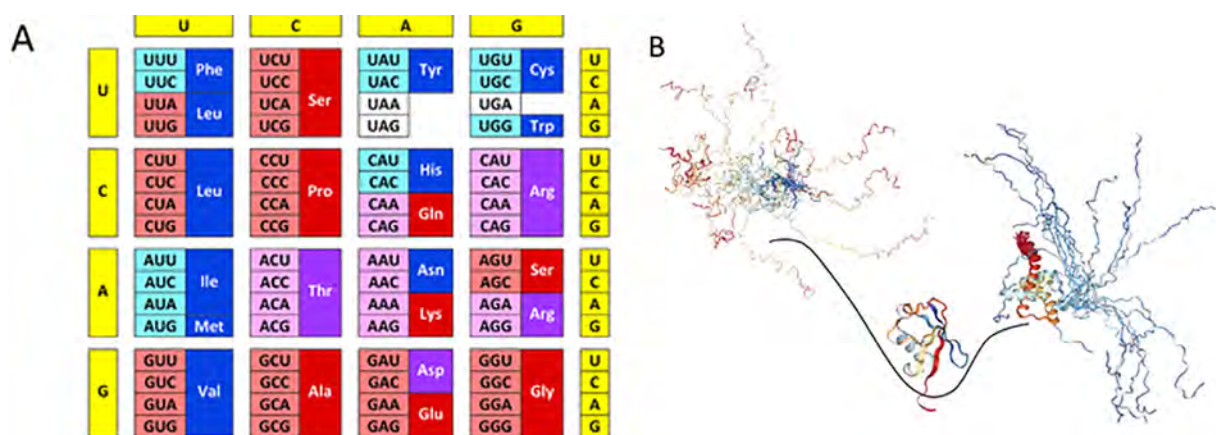 A
B
U C A G
U
UUU UCU UAU UGU U
Phe Tyr Cys
UUC UCC UAC UGC C
Ser
UUA UCA UAA UGA A
Leu
UUG UCG UAG UGG Trp G
C
CUU CCU CAU CAU U
His
CUC CCC CAC CAC C
Leu Pro Arg
CUA CCA CAA CAA A
Gln
CUG CCG CAG CAG G
A
AUU ACU AAU AGU U
Asn Ser
AUC ACC AAC AGC C
Ile Thr
AUA ACA AAA AGA A
Lys Arg
AUG Met ACG AAG AGG G
G
GUU GCU GAU GGU U
Asp
GUC GCC GAC GGC C
Val Ala Gly
GUA GCA GAA GGA A
Glu
GUG GCG GAG GGG G